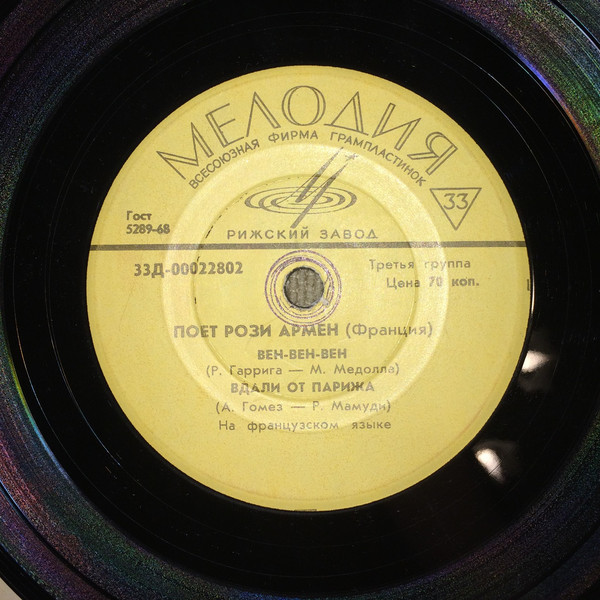 МЕЛОДИЯ
ВСЕСОЮЗНАЯ ФИРМА ГРАМПЛАСТИНОК
33
Гост
5289-68
РИЖСКИЙ ЗАВОД
33Д-00022802
Третья группа
Цена 70 коп.
ПОЕТ РОЗИ АРМЕН (Франция)
ВЕН-ВЕН-ВЕН
(Р. Гаррига — М. Медолла)
ВДАЛИ ОТ ПАРИЖА
(А. Гомез — Р. Мамуди)
На французском языке